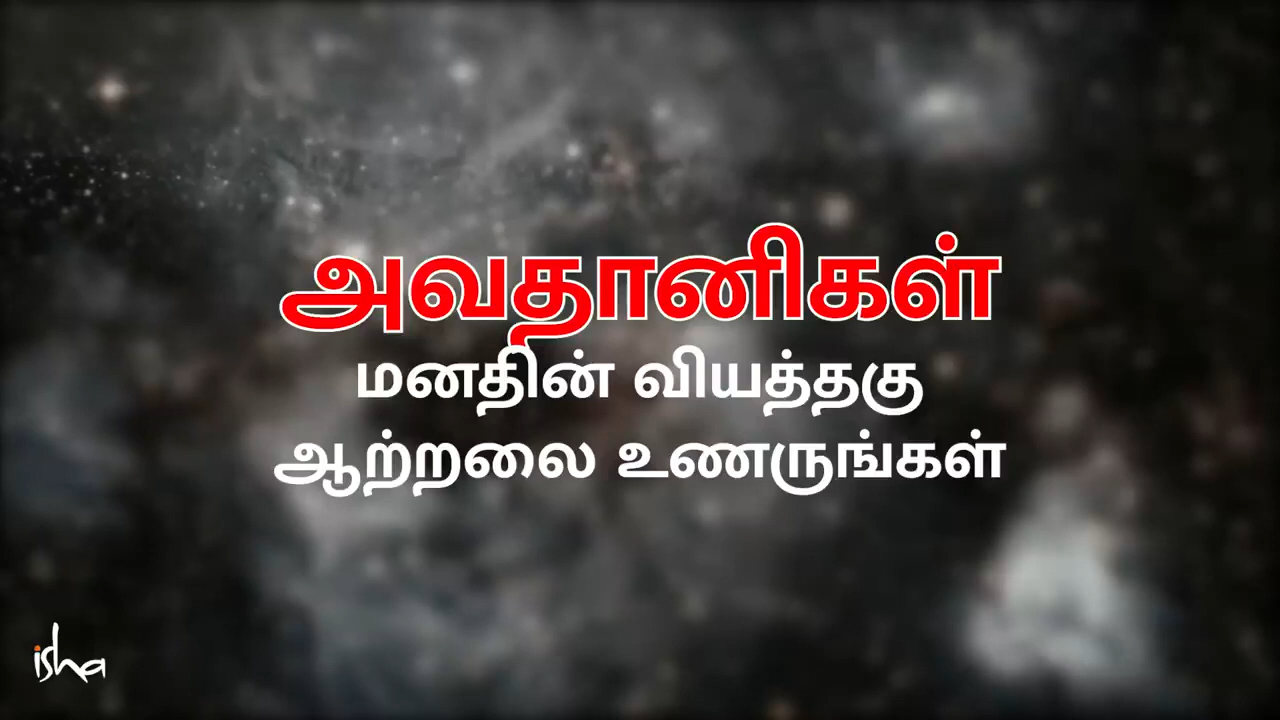 அவதானிகள்
மனதின் வியத்தகு
ஆற்றலை உணருங்கள்
isha